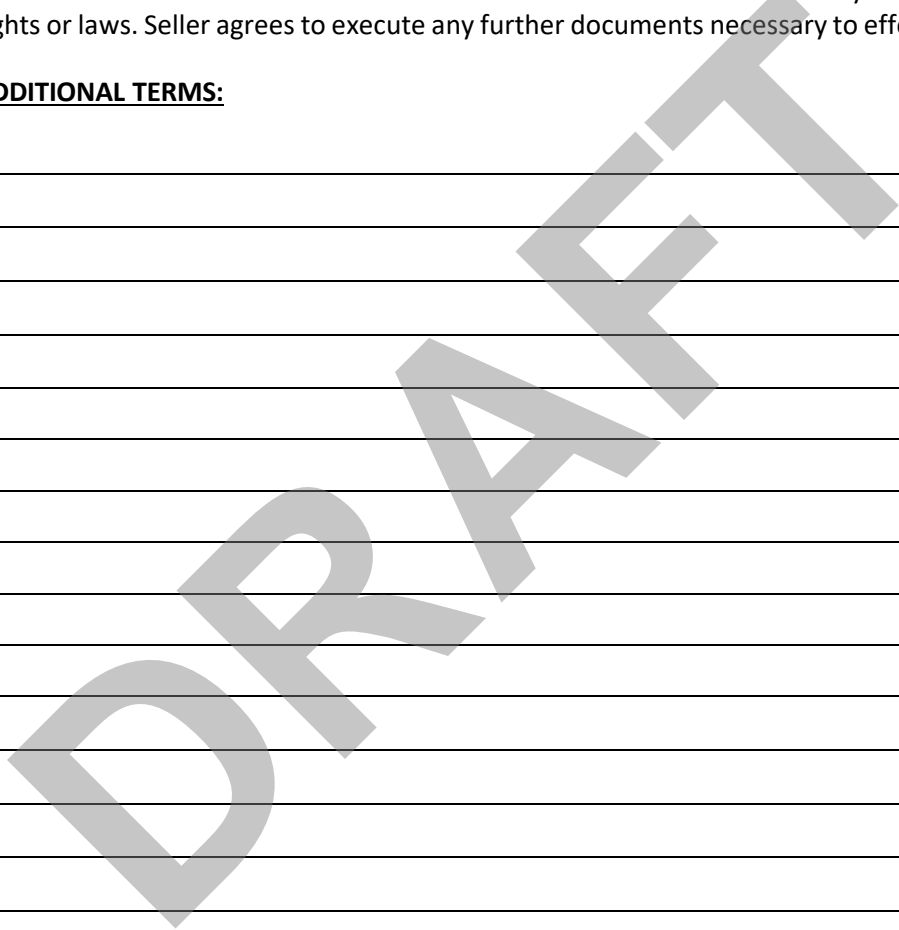 ghts or laws. Seller agrees to execute any further documents necessary to eff
DDITIONAL TERMS:
DRAFT